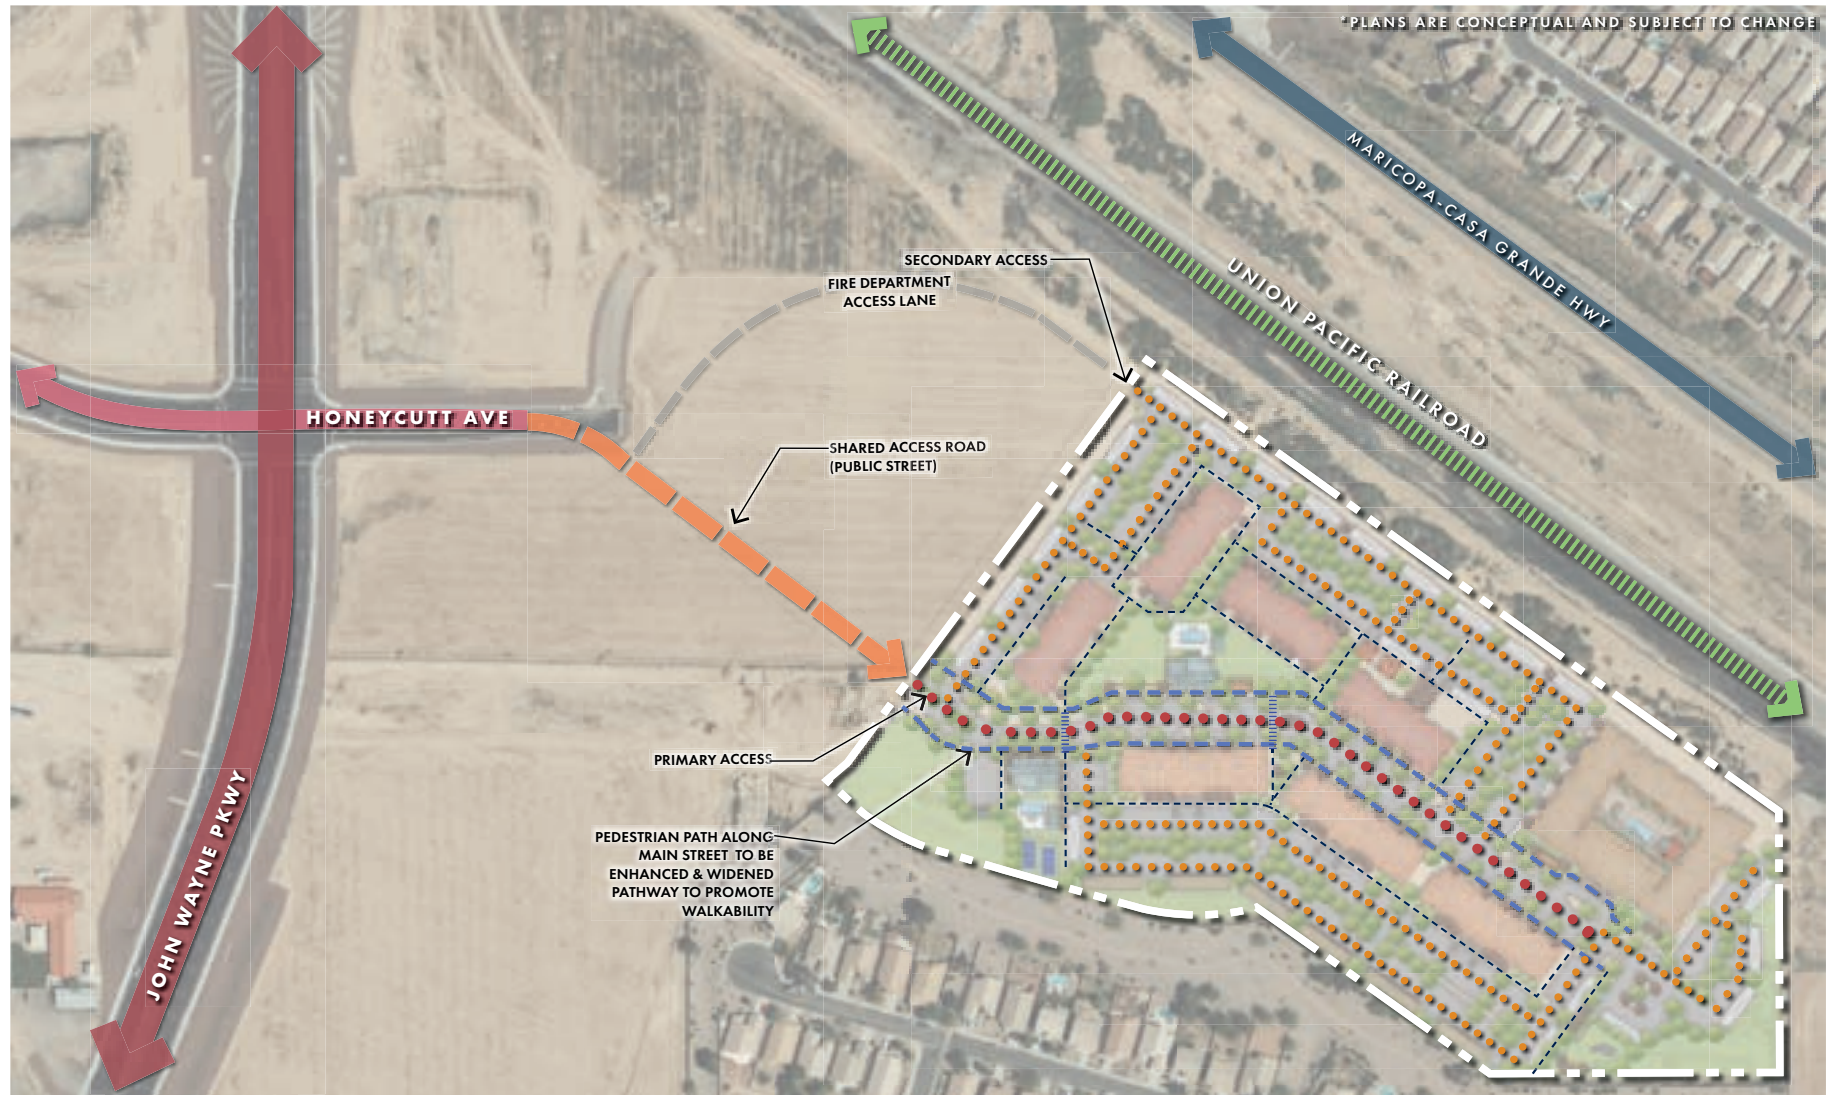 *PLANS ARE CONCEPTUAL AND SUBJECT TO CHANGE
MARICOPA-CASA GRANDE HWY
UNION PACIFIC RAILROAD
SECONDARY ACCESS
FIRE DEPARTMENT
ACCESS LANE
HONEYCUTT AVE
SHARED ACCESS ROAD
(PUBLIC STREET)
PRIMARY ACCESS
JOHN WAYNE PKWY
PEDESTRIAN PATH ALONG
MAIN STREET TO BE
ENHANCED & WIDENED
PATHWAY TO PROMOTE
WALKABILITY